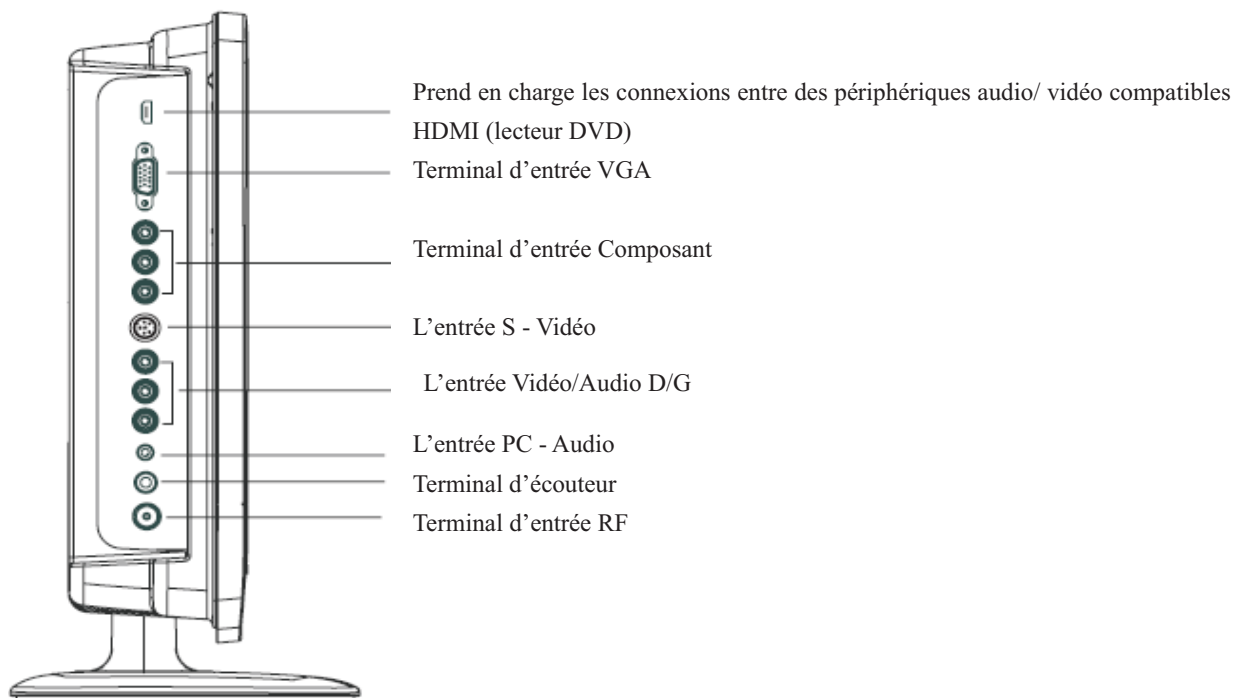 Prend en charge les connexions entre des périphériques audio/ vidéo compatibles
HDMI (lecteur DVD)
Terminal d’entrée VGA
Terminal d’entrée Composant
L’entrée S - Vidéo
L’entrée Vidéo/Audio D/G
L’entrée PC - Audio
Terminal d’écouteur
Terminal d’entrée RF